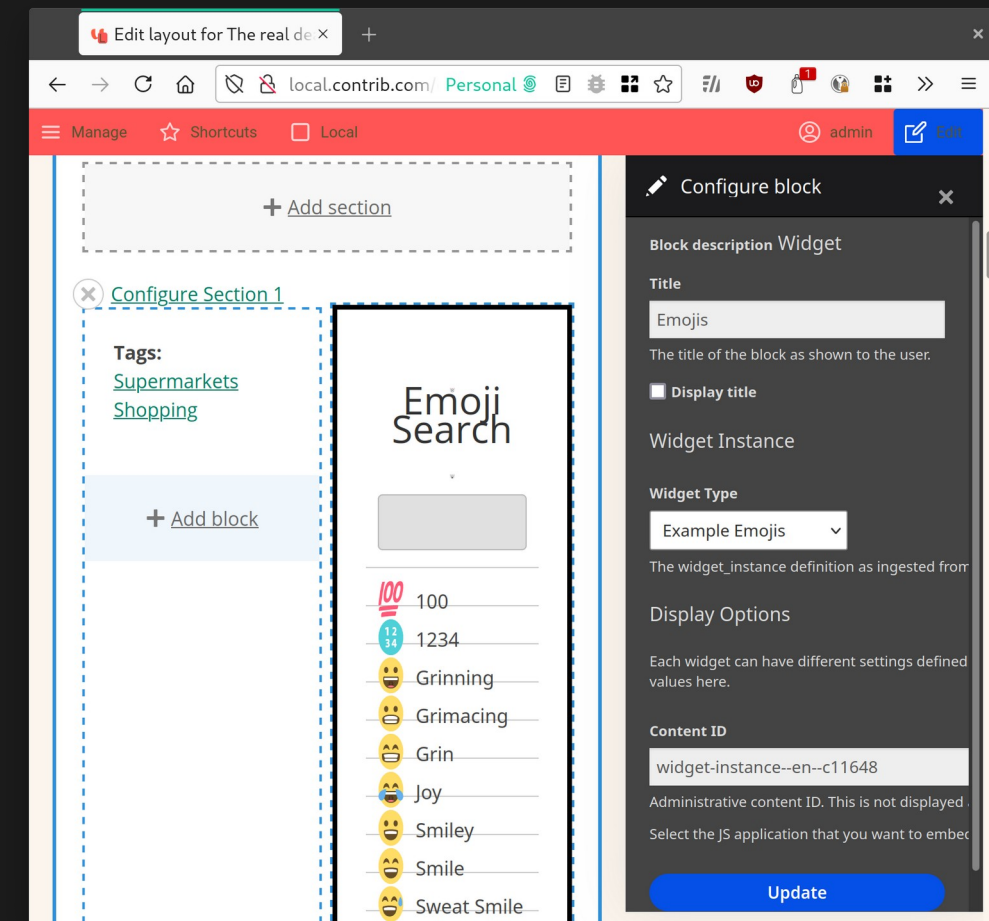 Edit layout for The real de
local.contrib.com/ Personal
1
Manage Shortcuts Local admin Edit
Add section
Configure Section 1
Tags:
Supermarkets
Shopping
Add block
Emoji
Search
100 100
1234 1234
Grinning
Grimacing
Grin
Joy
Smiley
Smile
Sweat Smile
Configure block
Block description Widget
Title
Emojis
The title of the block as shown to the user.
Display title
Widget Instance
Widget Type
Example Emojis
The widget_instance definition as ingested from
Display Options
Each widget can have different settings defined
values here.
Content ID
widget-instance--en--c11648
Administrative content ID. This is not displayed
Select the JS application that you want to embed
Update